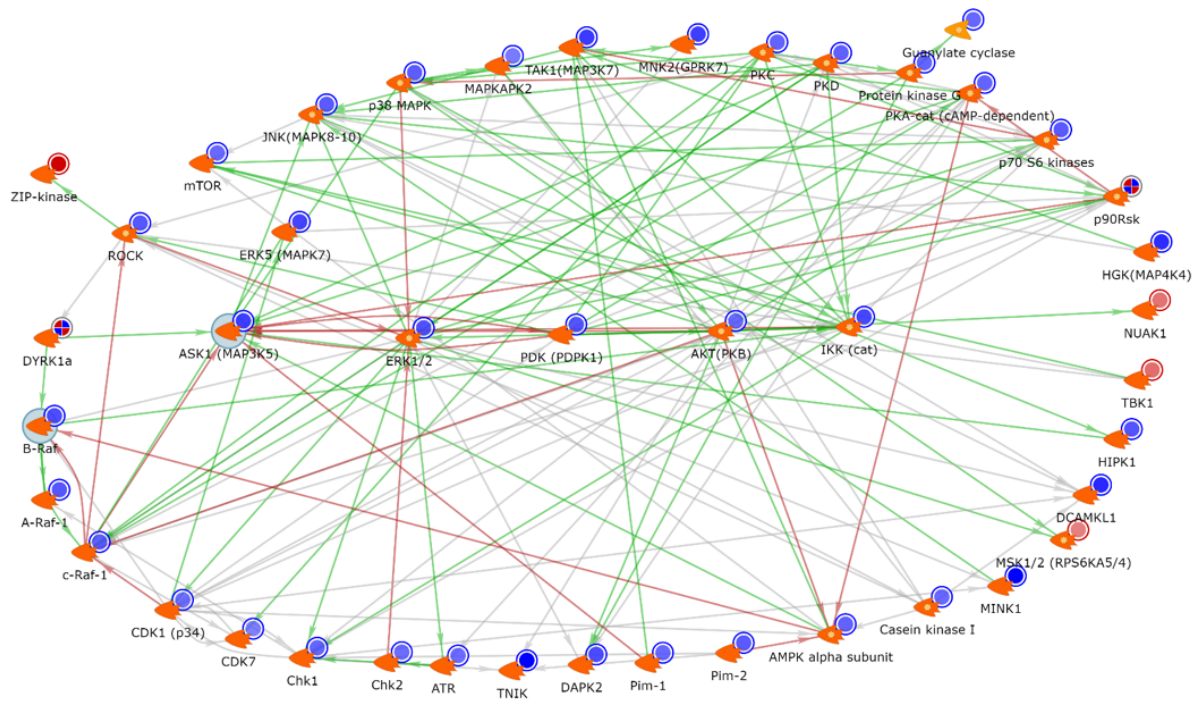 Guanylate cyclase
TAK1(MAP3K7)
MNK2(GPRK7)
PKC
PKD
MAPKAPK2
Protein kinase G
p38 MAPK
PKA-cat (cAMP-dependent)
JNK(MAPK8-10)
p70 S6 kinases
mTOR
ZIP-kinase
p90Rsk
ROCK
ERK5 (MAPK7)
HGK(MAP4K4)
NUAK1
DYRK1a
ASK1 (MAP3K5)
ERK1/2
PDK (PDPK1)
AKT(PKB)
IKK (cat)
TBK1
B-Raf
HIPK1
A-Raf-1
DCAMKL1
c-Raf-1
MSK1/2 (RPS6KA5/4)
MINK1
CDK1 (p34)
Casein kinase I
CDK7
AMPK alpha subunit
Chk1
Chk2
ATR
TNIK
DAPK2
Pim-1
Pim-2